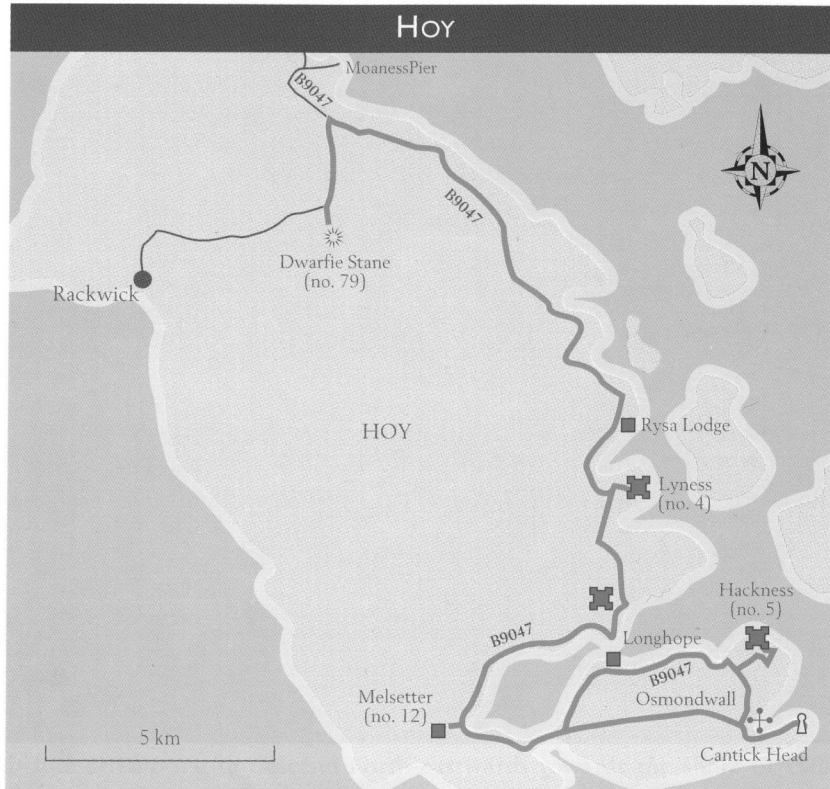 HOY
MoanessPier
B9047
N
B9047
Dwarfie Stane
(no. 79)
Rackwick
HOY
Rysa Lodge
Lyness
(no. 4)
Hackness
(no. 5)
B9047
Longhope
B9047
Osmondwall
Melsetter
(no. 12)
5 km
Cantick Head